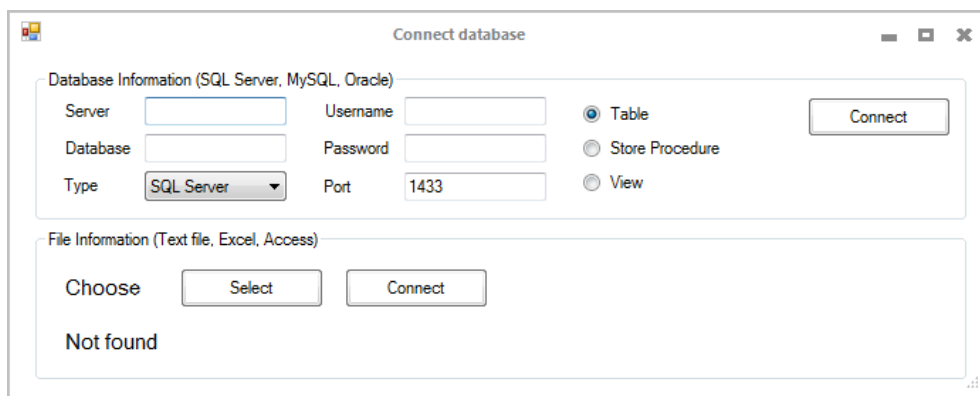 Connect database
Database Information (SQL Server, MySQL, Oracle)
Server Username Table Connect
Database Password Store Procedure
Type SQL Server Port 1433 View
File Information (Text file, Excel, Access)
Choose Select Connect
Not found